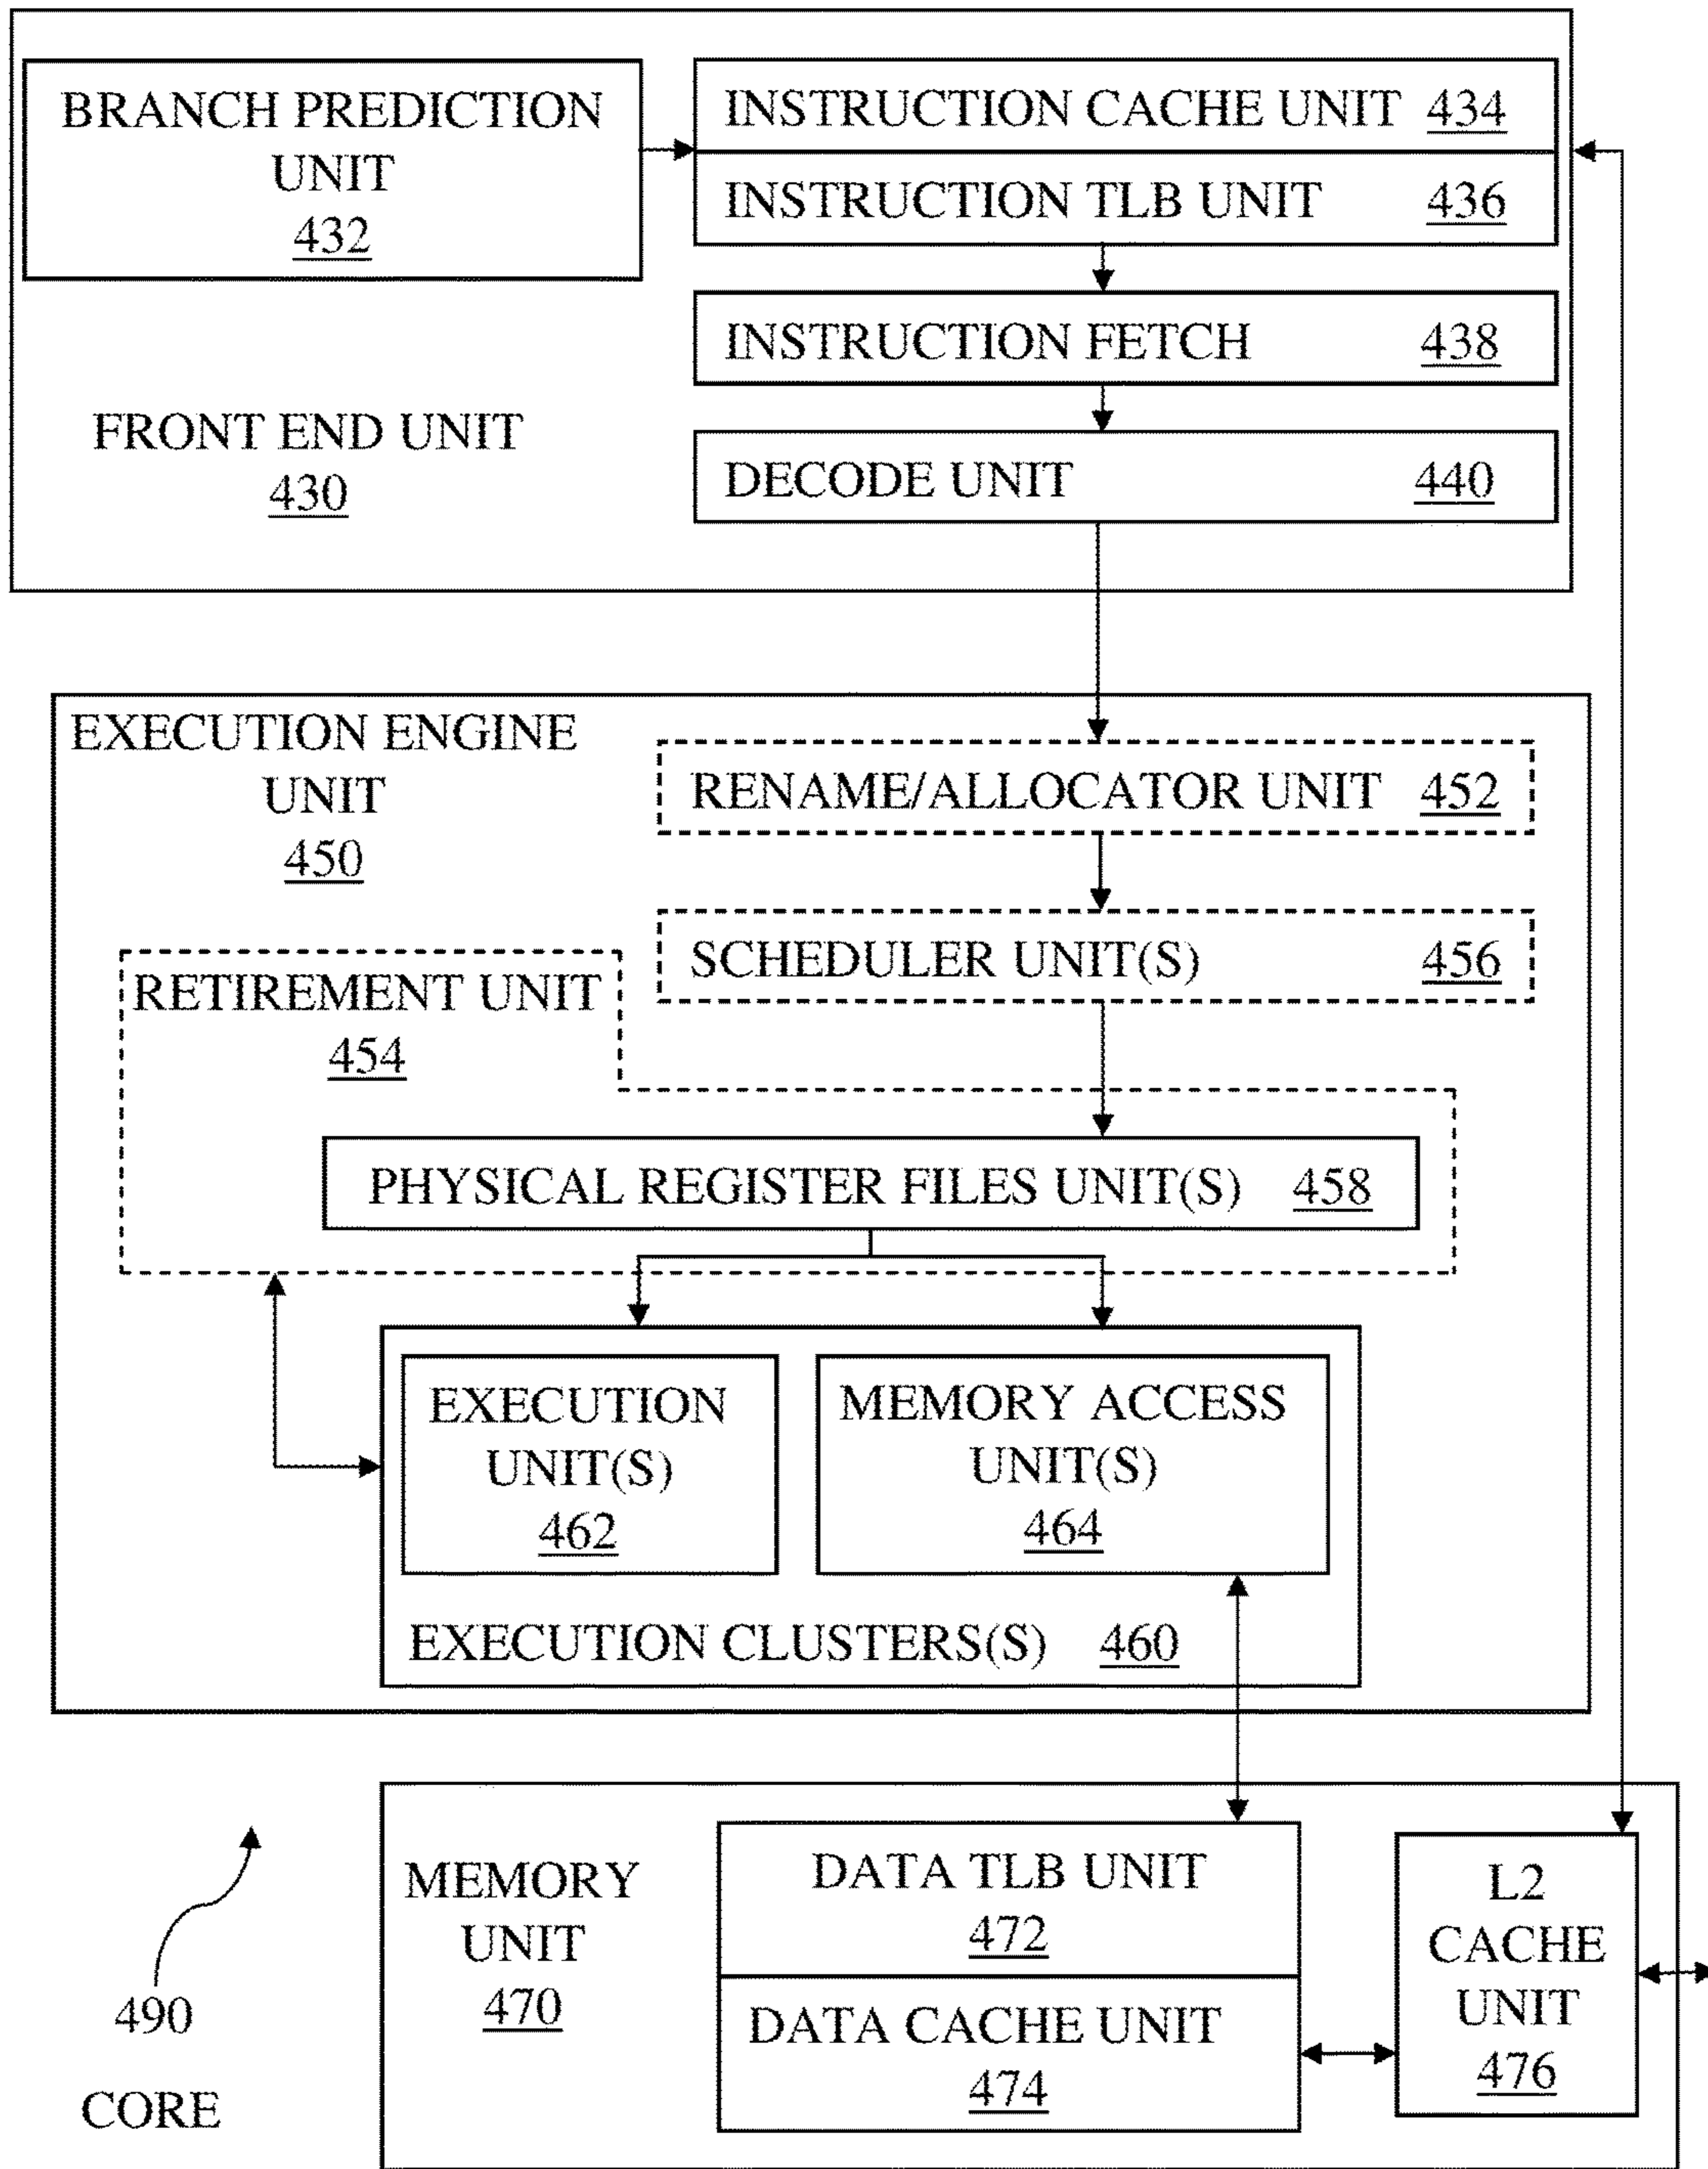 BRANCH PREDICTION
UNIT
432
INSTRUCTION CACHE UNIT 434
INSTRUCTION TLB UNIT 436
INSTRUCTION FETCH 438
FRONT END UNIT
430
DECODE UNIT 440
EXECUTION ENGINE
UNIT
450
RENAME/ALLOCATOR UNIT 452
SCHEDULER UNIT(S) 456
RETIREMENT UNIT
454
PHYSICAL REGISTER FILES UNIT(S) 458
EXECUTION
UNIT(S)
462
MEMORY ACCESS
UNIT(S)
464
EXECUTION CLUSTERS(S) 460
MEMORY
UNIT
470
DATA TLB UNIT
472
DATA CACHE UNIT
474
L2
CACHE
UNIT
476
490
CORE